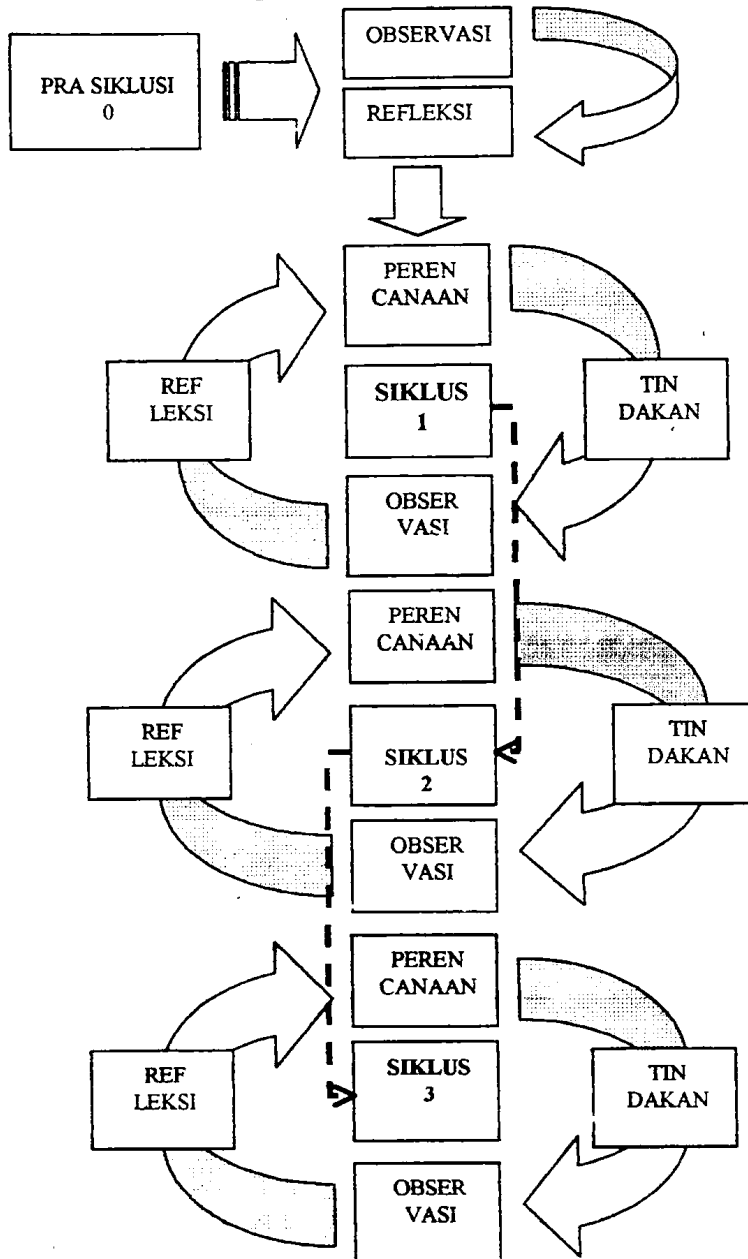 OBSERVASI
PRA SIKLUSI
0
REFLEKSI
PEREN
CANAAN
REF
LEKSI
SIKLUS
1
TIN
DAKAN
OBSER
VASI
PEREN
CANAAN
REF
LEKSI
SIKLUS
2
TIN
DAKAN
OBSER
VASI
PEREN
CANAAN
REF
LEKSI
SIKLUS
3
TIN
DAKAN
OBSER
VASI